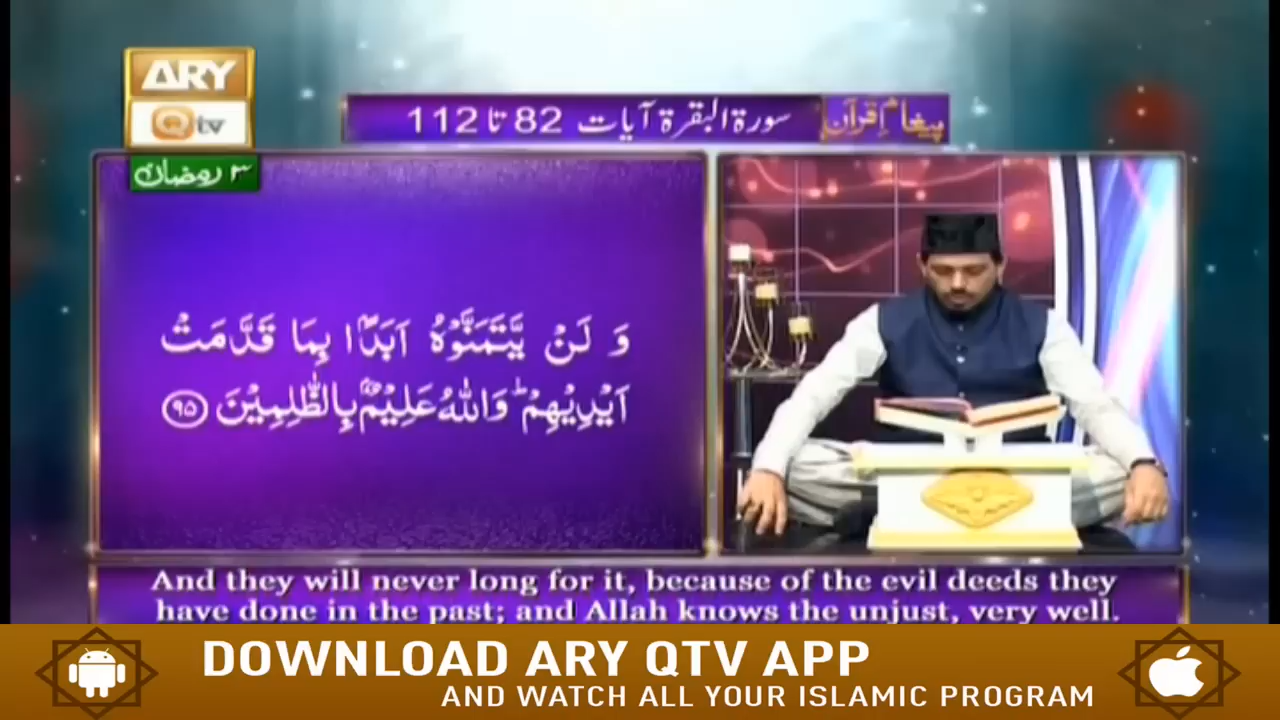 ARY
Qtv
پیغامِ قرآن
سورۃ البقرۃ آیات 82 تا 112
۳ رمضان
وَ لَنْ یَّتَمَنَّوْهُ اَبَدًۢا بِمَا قَدَّمَتْ
اَیْدِیْهِمْ ؕ وَاللّٰهُ عَلِیْمٌۢ بِالظّٰلِمِیْنَ ﴿۹۵﴾
And they will never long for it, because of the evil deeds they
have done in the past; and Allah knows the unjust, very well.
DOWNLOAD ARY QTV APP
AND WATCH ALL YOUR ISLAMIC PROGRAM